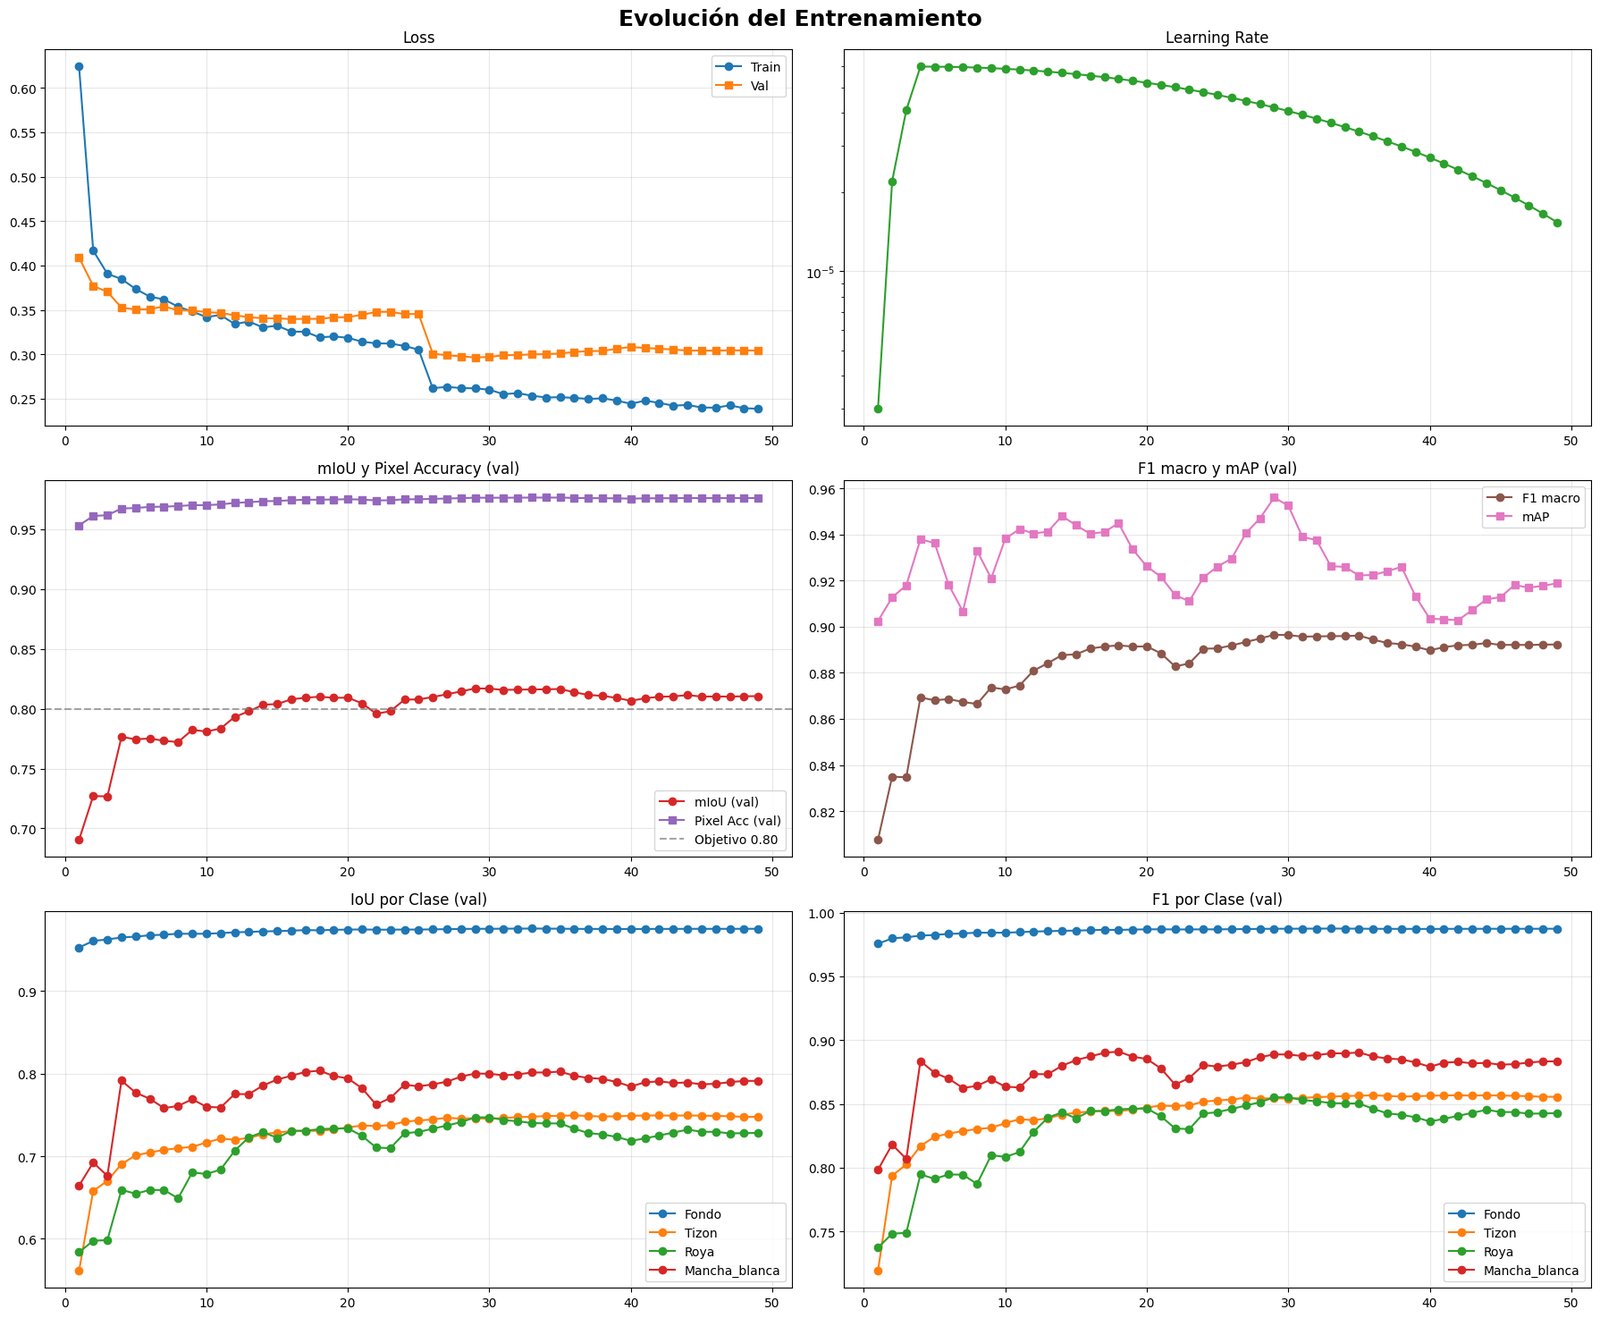 Evolución del Entrenamiento
Loss
Train
Val
0.60
0.55
0.50
0.45
0.40
0.35
0.30
0.25
0 10 20 30 40 50
Learning Rate
10⁻⁵
0 10 20 30 40 50
mIoU y Pixel Accuracy (val)
0.95
0.90
0.85
0.80
0.75
0.70
mIoU (val)
Pixel Acc (val)
Objetivo 0.80
0 10 20 30 40 50
F1 macro y mAP (val)
F1 macro
mAP
0.96
0.94
0.92
0.90
0.88
0.86
0.84
0.82
0 10 20 30 40 50
IoU por Clase (val)
0.9
0.8
0.7
0.6
Fondo
Tizon
Roya
Mancha_blanca
0 10 20 30 40 50
F1 por Clase (val)
1.00
0.95
0.90
0.85
0.80
0.75
Fondo
Tizon
Roya
Mancha_blanca
0 10 20 30 40 50